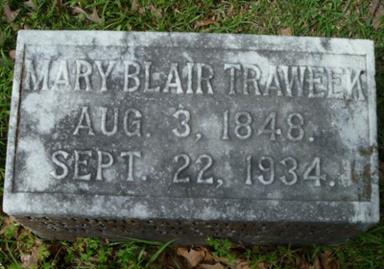 MARY BLAIR TRAWEEK
AUG. 3, 1848.
SEPT. 22, 1934.